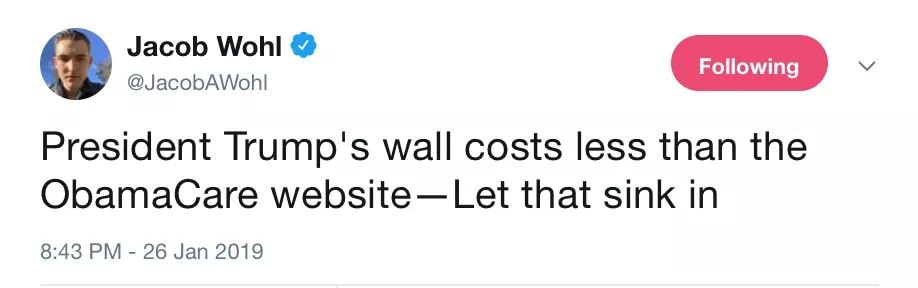 Jacob Wohl
@JacobAWohl
Following
President Trump's wall costs less than the
ObamaCare website—Let that sink in
8:43 PM - 26 Jan 2019